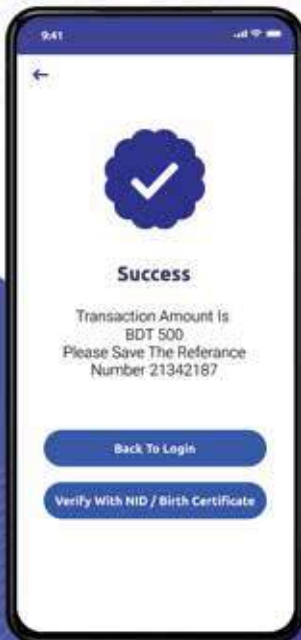 9:41
Success
Transaction Amount Is
BDT 500
Please Save The Referance
Number 21342187
Back To Login
Verify With NID / Birth Certificate